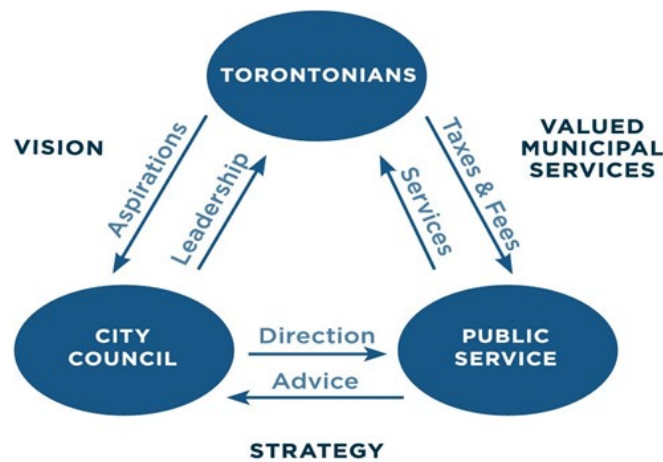 TORONTONIANS
VISION
Aspirations
Leadership
Services
Taxes & Fees
VALUED
MUNICIPAL
SERVICES
CITY
COUNCIL
Direction
Advice
PUBLIC
SERVICE
STRATEGY